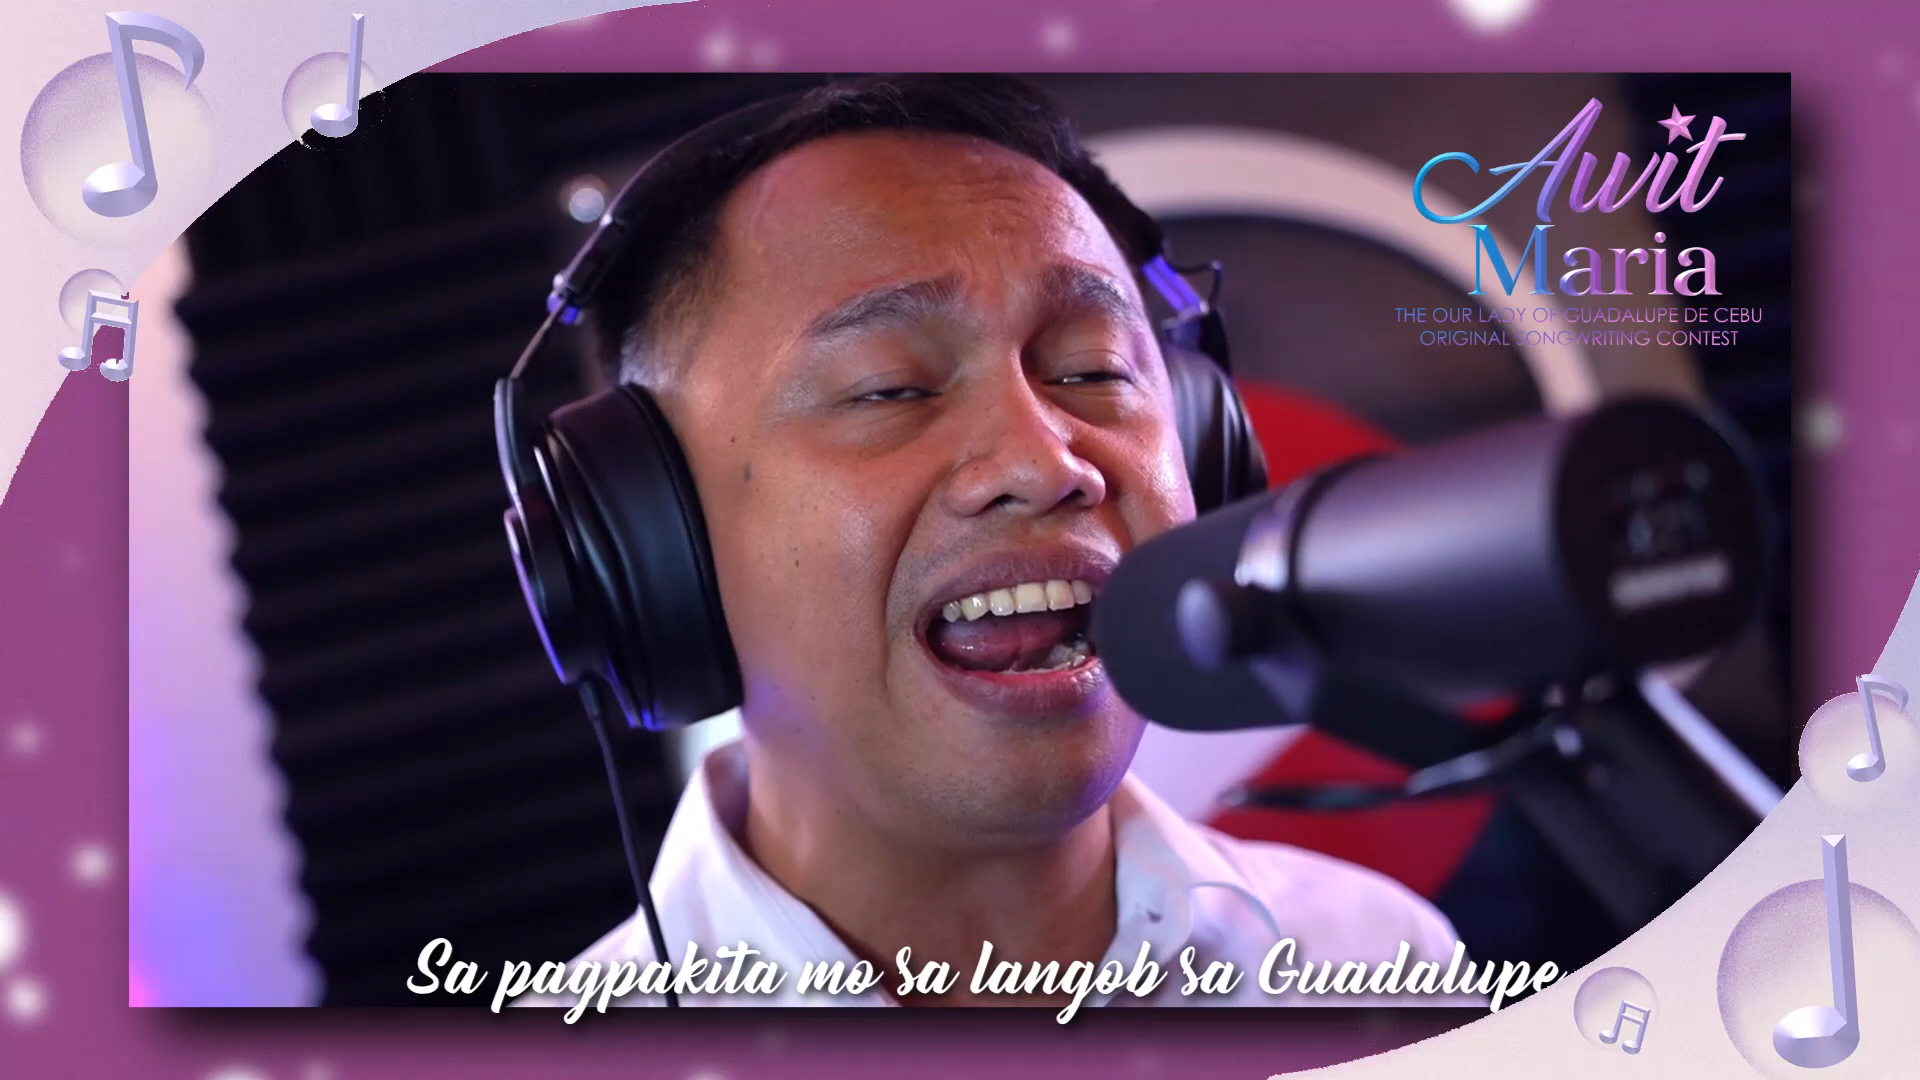 Awit
Maria
THE OUR LADY OF GUADALUPE DE CEBU
ORIGINAL SONGWRITING CONTEST
Sa pagpakita mo sa langob sa Guadalupe